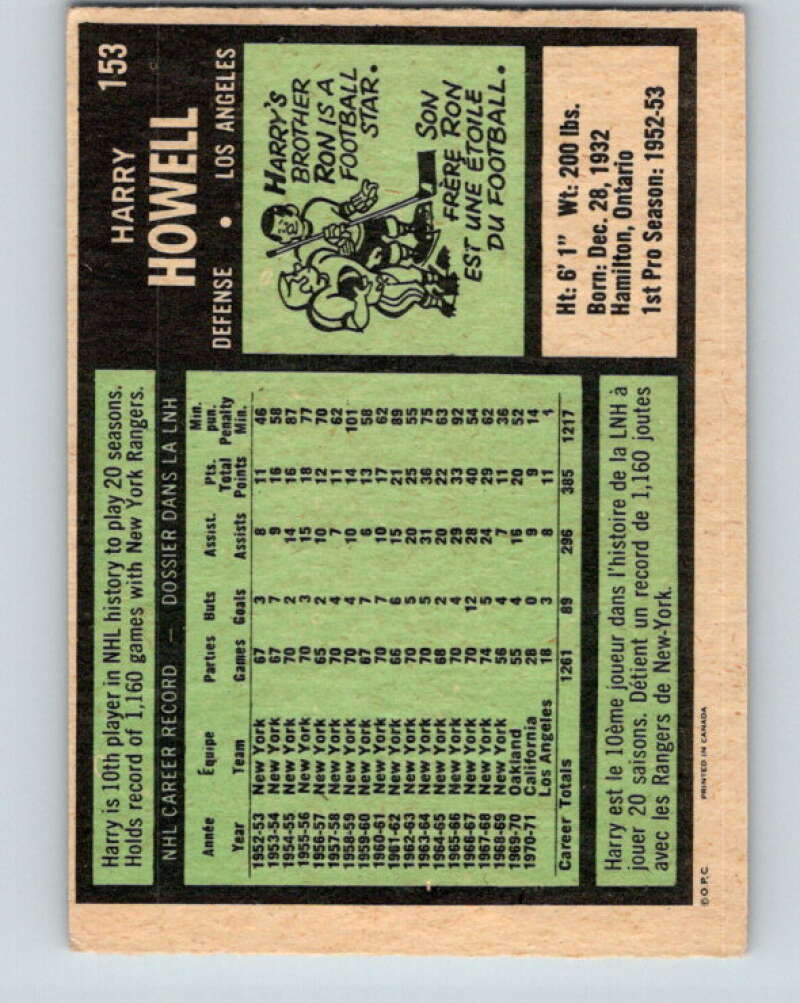 153
HARRY
HOWELL
DEFENSE • LOS ANGELES
HARRY'S
BROTHER
RON IS A
FOOTBALL
STAR.
SON
FRÈRE RON
EST UNE ÉTOILE
DU FOOTBALL.
Ht: 6' 1" Wt: 200 lbs.
Born: Dec. 28, 1932
Hamilton, Ontario
1st Pro Season: 1952-53
Harry is 10th player in NHL history to play 20 seasons.
Holds record of 1,160 games with New York Rangers.
NHL CAREER RECORD — DOSSIER DANS LA LNH
Année Équipe Parties Buts Assist. Pts. Min. pun.
Year Team Games Goals Assists Total Points Penalty Min.
1952-53 New York 67 3 8 11 46
1953-54 New York 67 7 9 16 58
1954-55 New York 70 2 14 16 87
1955-56 New York 70 3 15 18 77
1956-57 New York 65 2 10 12 70
1957-58 New York 70 4 7 11 62
1958-59 New York 70 4 10 14 101
1959-60 New York 67 7 6 13 58
1960-61 New York 70 7 10 17 62
1961-62 New York 66 6 15 21 89
1962-63 New York 70 5 20 25 55
1963-64 New York 70 5 31 36 75
1964-65 New York 68 2 20 22 63
1965-66 New York 70 4 29 33 92
1966-67 New York 70 12 28 40 54
1967-68 New York 74 5 24 29 62
1968-69 New York 56 4 7 11 36
1969-70 Oakland 55 4 16 20 52
1970-71 California 28 0 9 9 14
Los Angeles 18 3 8 11
Career Totals 1261 89 296 385 1217
Harry est le 10ème joueur dans l'histoire de la LNH à
jouer 20 saisons. Détient un record de 1,160 joutes
avec les Rangers de New-York.
© O.P.C. PRINTED IN CANADA